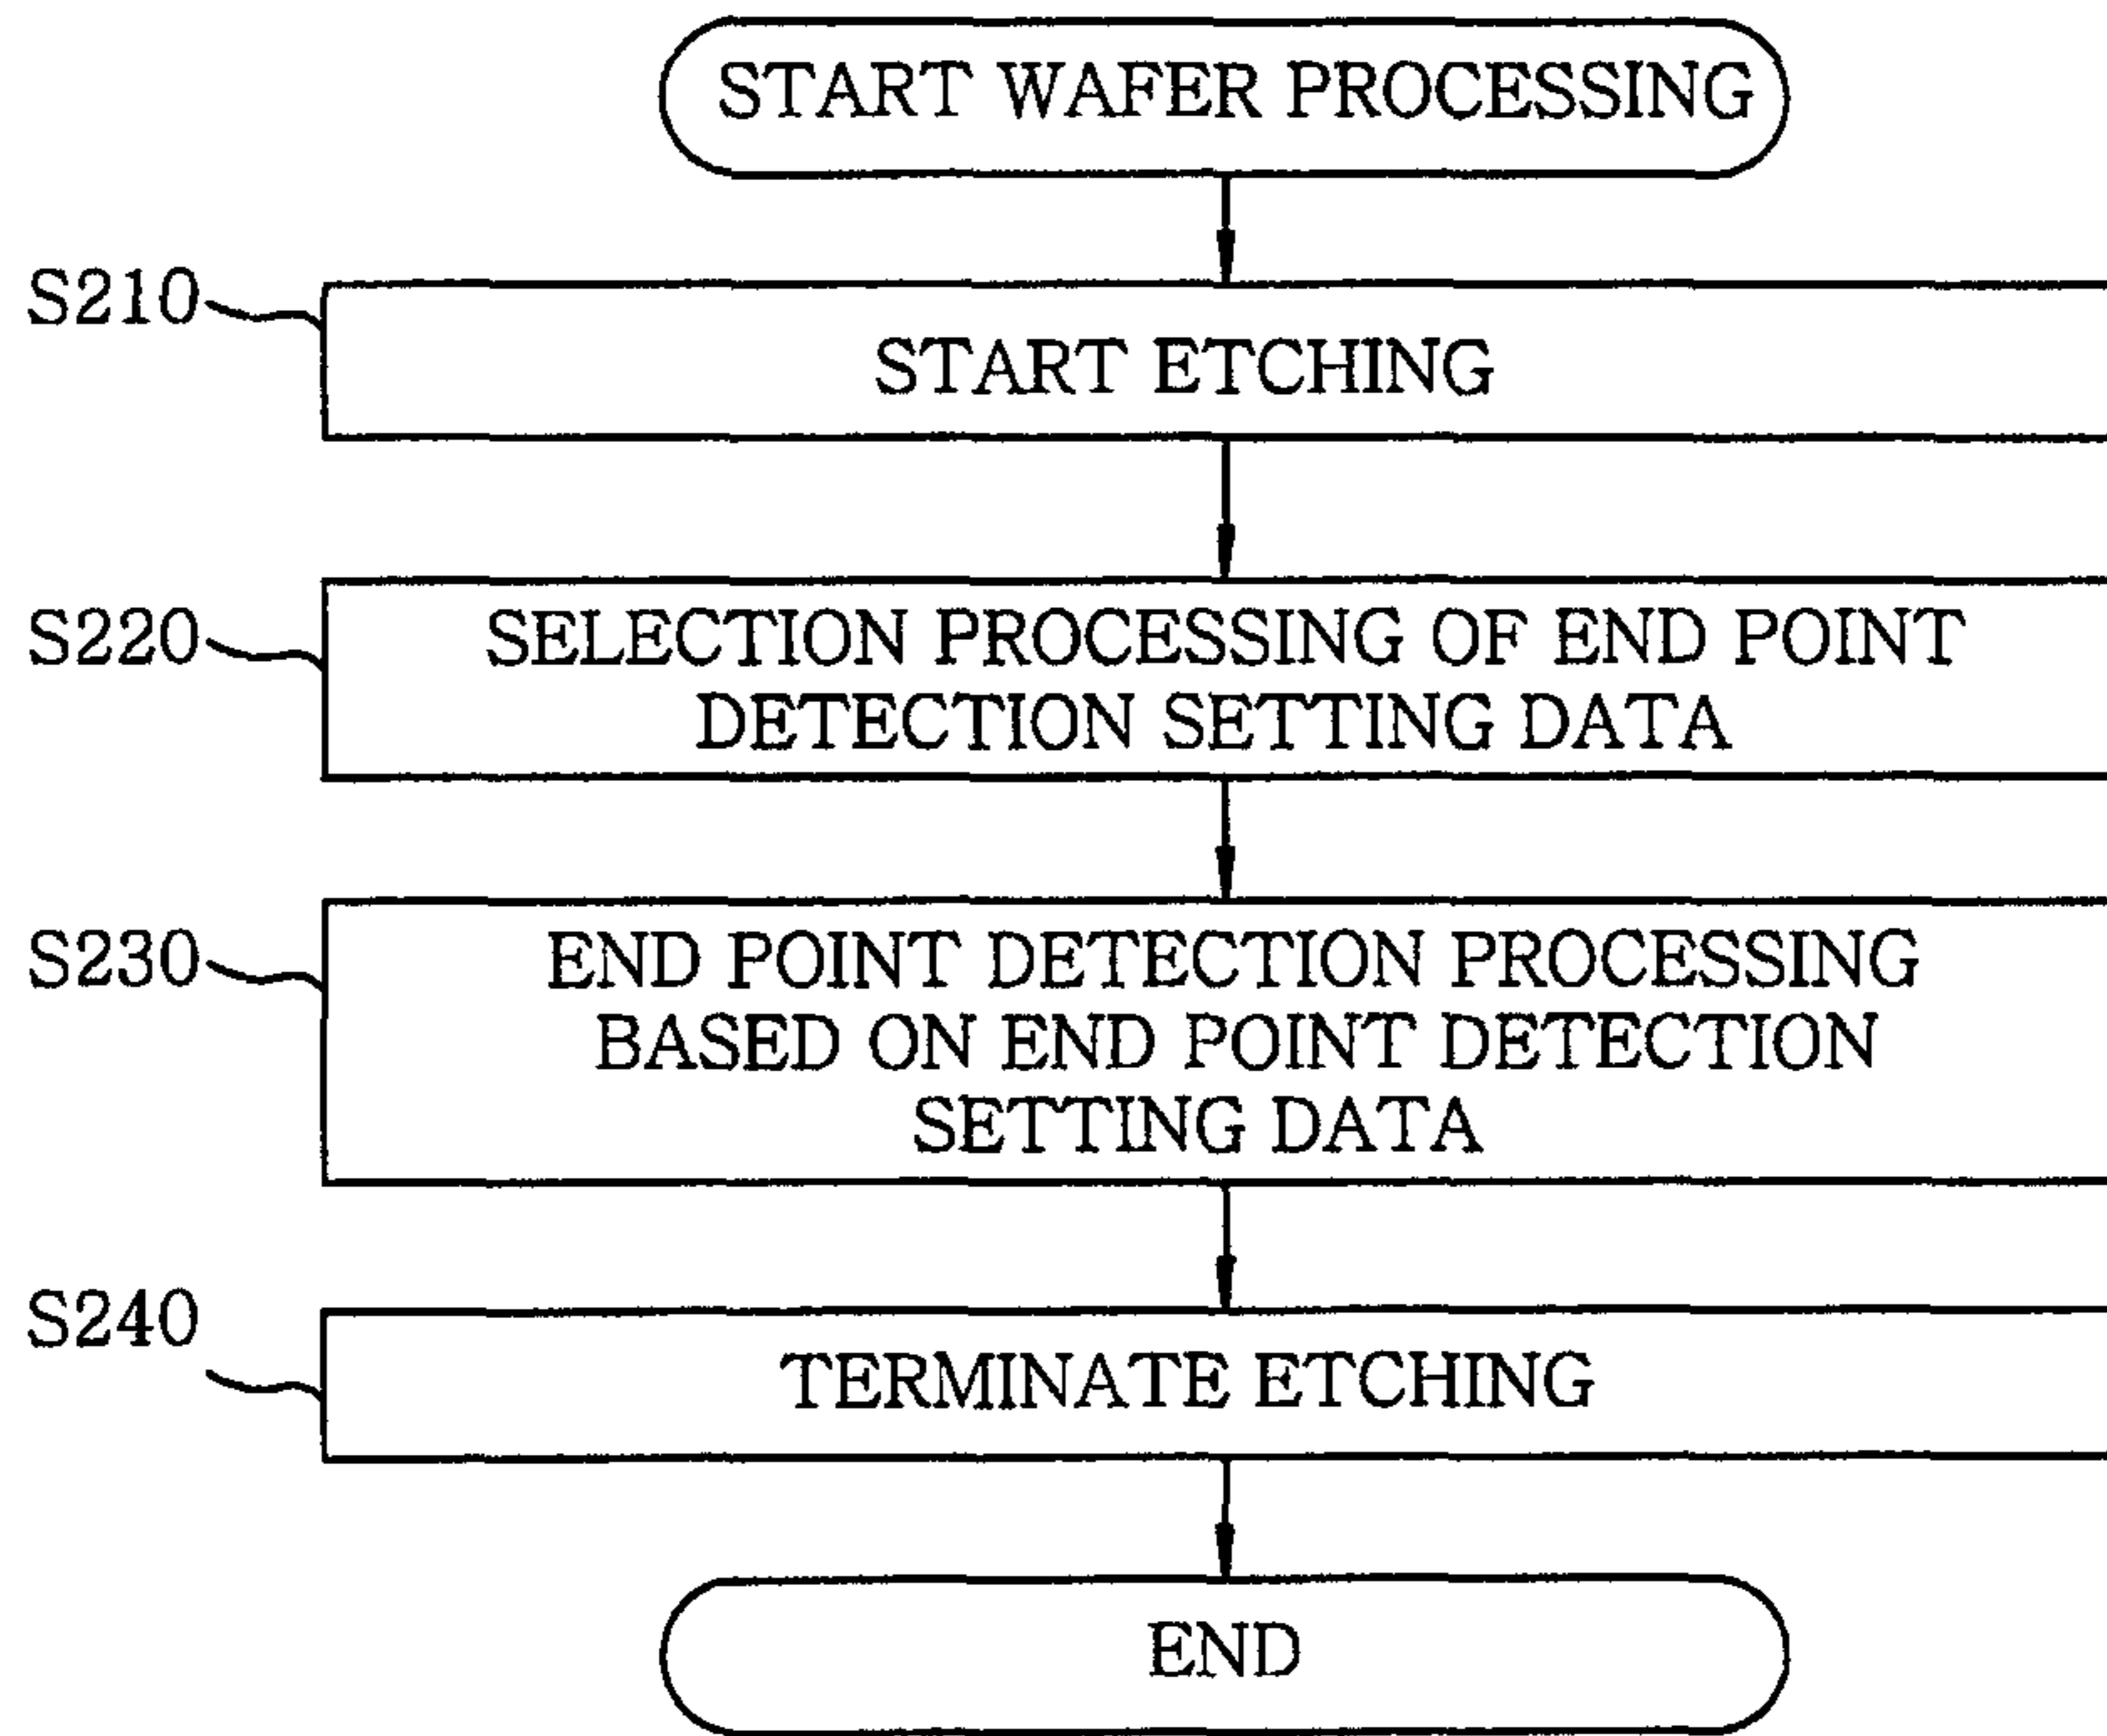 START WAFER PROCESSING
S210
START ETCHING
S220
SELECTION PROCESSING OF END POINT
DETECTION SETTING DATA
S230
END POINT DETECTION PROCESSING
BASED ON END POINT DETECTION
SETTING DATA
S240
TERMINATE ETCHING
END